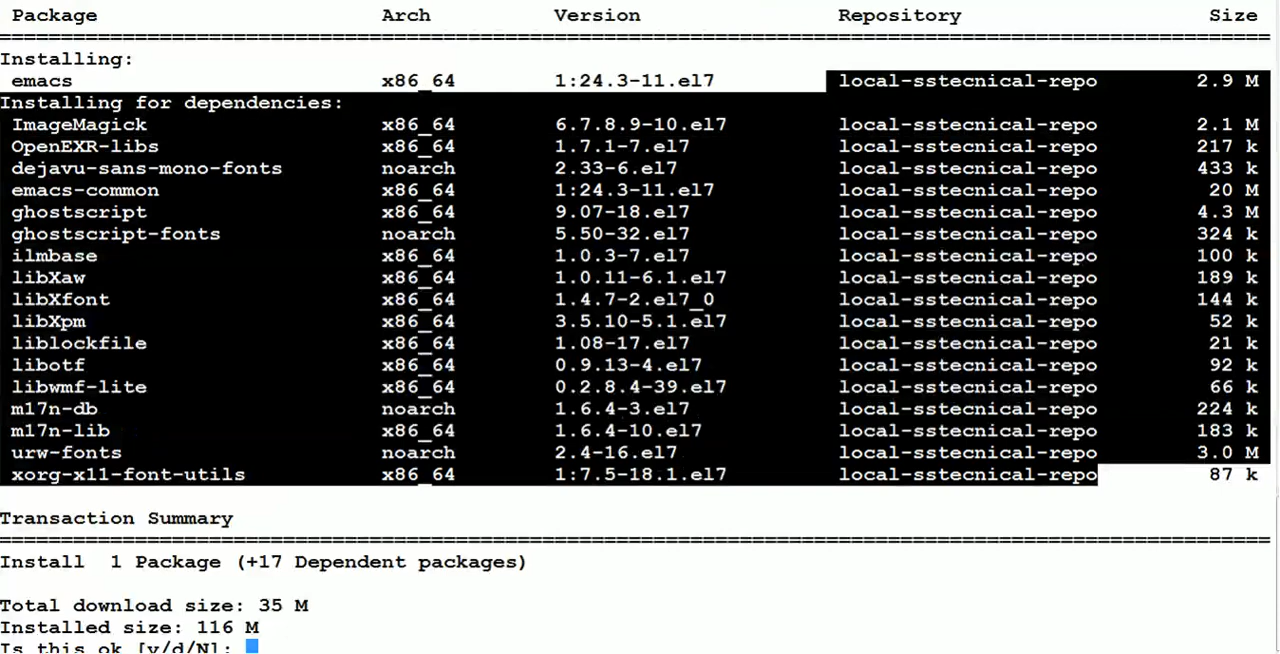 Package Arch Version Repository Size
================================================================================
Installing:
emacs x86_64 1:24.3-11.el7 local-sstecnical-repo 2.9 M
Installing for dependencies:
ImageMagick x86_64 6.7.8.9-10.el7 local-sstecnical-repo 2.1 M
OpenEXR-libs x86_64 1.7.1-7.el7 local-sstecnical-repo 217 k
dejavu-sans-mono-fonts noarch 2.33-6.el7 local-sstecnical-repo 433 k
emacs-common x86_64 1:24.3-11.el7 local-sstecnical-repo 20 M
ghostscript x86_64 9.07-18.el7 local-sstecnical-repo 4.3 M
ghostscript-fonts noarch 5.50-32.el7 local-sstecnical-repo 324 k
ilmbase x86_64 1.0.3-7.el7 local-sstecnical-repo 100 k
libXaw x86_64 1.0.11-6.1.el7 local-sstecnical-repo 189 k
libXfont x86_64 1.4.7-2.el7_0 local-sstecnical-repo 144 k
libXpm x86_64 3.5.10-5.1.el7 local-sstecnical-repo 52 k
liblockfile x86_64 1.08-17.el7 local-sstecnical-repo 21 k
libotf x86_64 0.9.13-4.el7 local-sstecnical-repo 92 k
libwmf-lite x86_64 0.2.8.4-39.el7 local-sstecnical-repo 66 k
m17n-db noarch 1.6.4-3.el7 local-sstecnical-repo 224 k
m17n-lib x86_64 1.6.4-10.el7 local-sstecnical-repo 183 k
urw-fonts noarch 2.4-16.el7 local-sstecnical-repo 3.0 M
xorg-x11-font-utils x86_64 1:7.5-18.1.el7 local-sstecnical-repo 87 k
Transaction Summary
================================================================================
Install 1 Package (+17 Dependent packages)
Total download size: 35 M
Installed size: 116 M
Is this ok [y/d/N]: